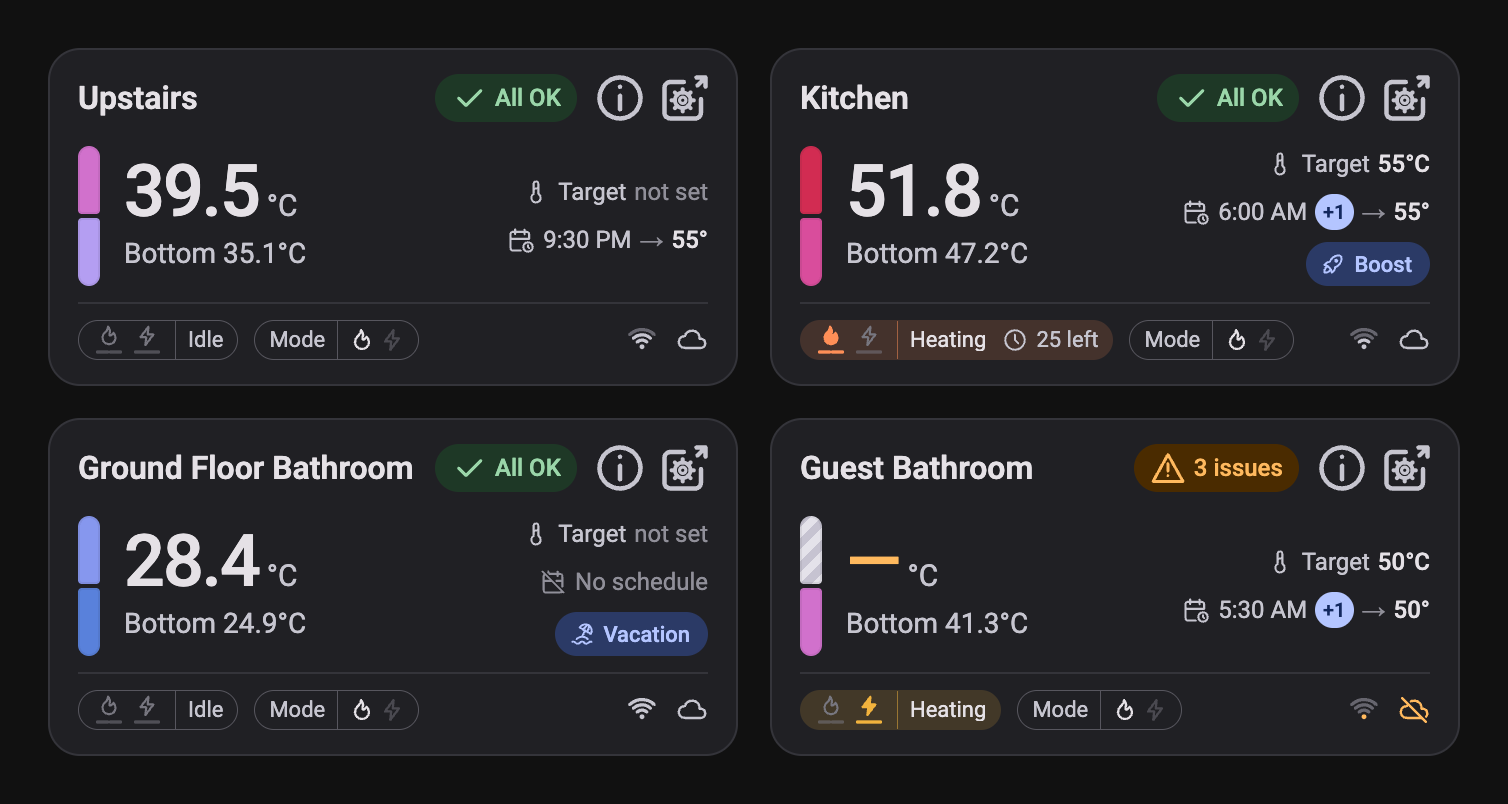 Upstairs All OK
39.5 °C
Bottom 35.1°C
Target not set
9:30 PM → 55°
Idle Mode
Kitchen All OK
51.8 °C
Bottom 47.2°C
Target 55°C
6:00 AM +1 → 55°
Boost
Heating 25 left Mode
Ground Floor Bathroom All OK
28.4 °C
Bottom 24.9°C
Target not set
No schedule
Vacation
Idle Mode
Guest Bathroom 3 issues
— °C
Bottom 41.3°C
Target 50°C
5:30 AM +1 → 50°
Heating Mode